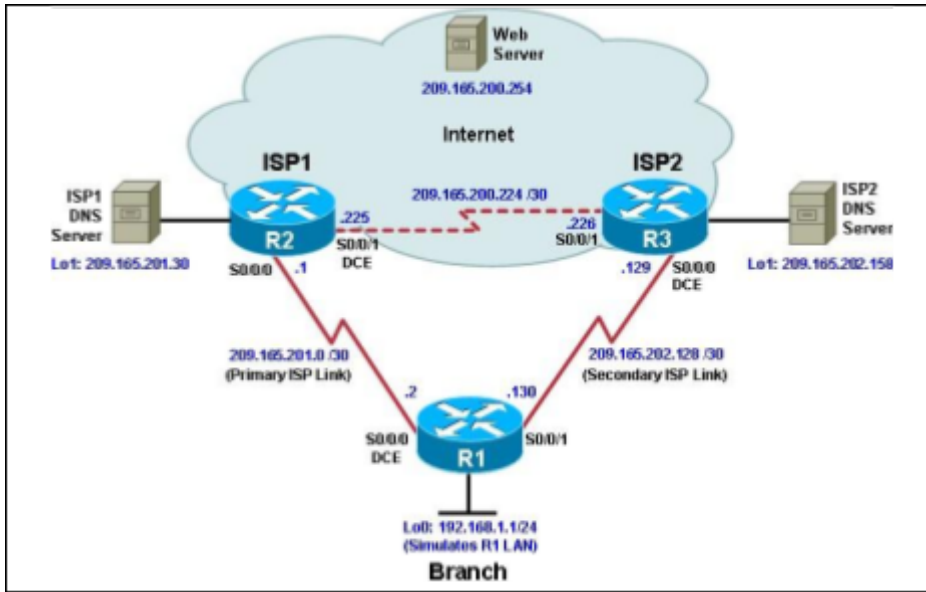 Web
Server
209.165.200.254
Internet
ISP1
ISP2
ISP1
DNS
Server
209.165.200.224 /30
ISP2
DNS
Server
.225
.226
R2
S0/0/1
DCE
S0/0/1
R3
Lo1: 209.165.201.30
S0/0/0
.1
.129
S0/0/0
DCE
Lo1: 209.165.202.158
209.165.201.0 /30
(Primary ISP Link)
209.165.202.128 /30
(Secondary ISP Link)
.2
.130
S0/0/0
DCE
R1
S0/0/1
Lo0: 192.168.1.1/24
(Simulates R1 LAN)
Branch